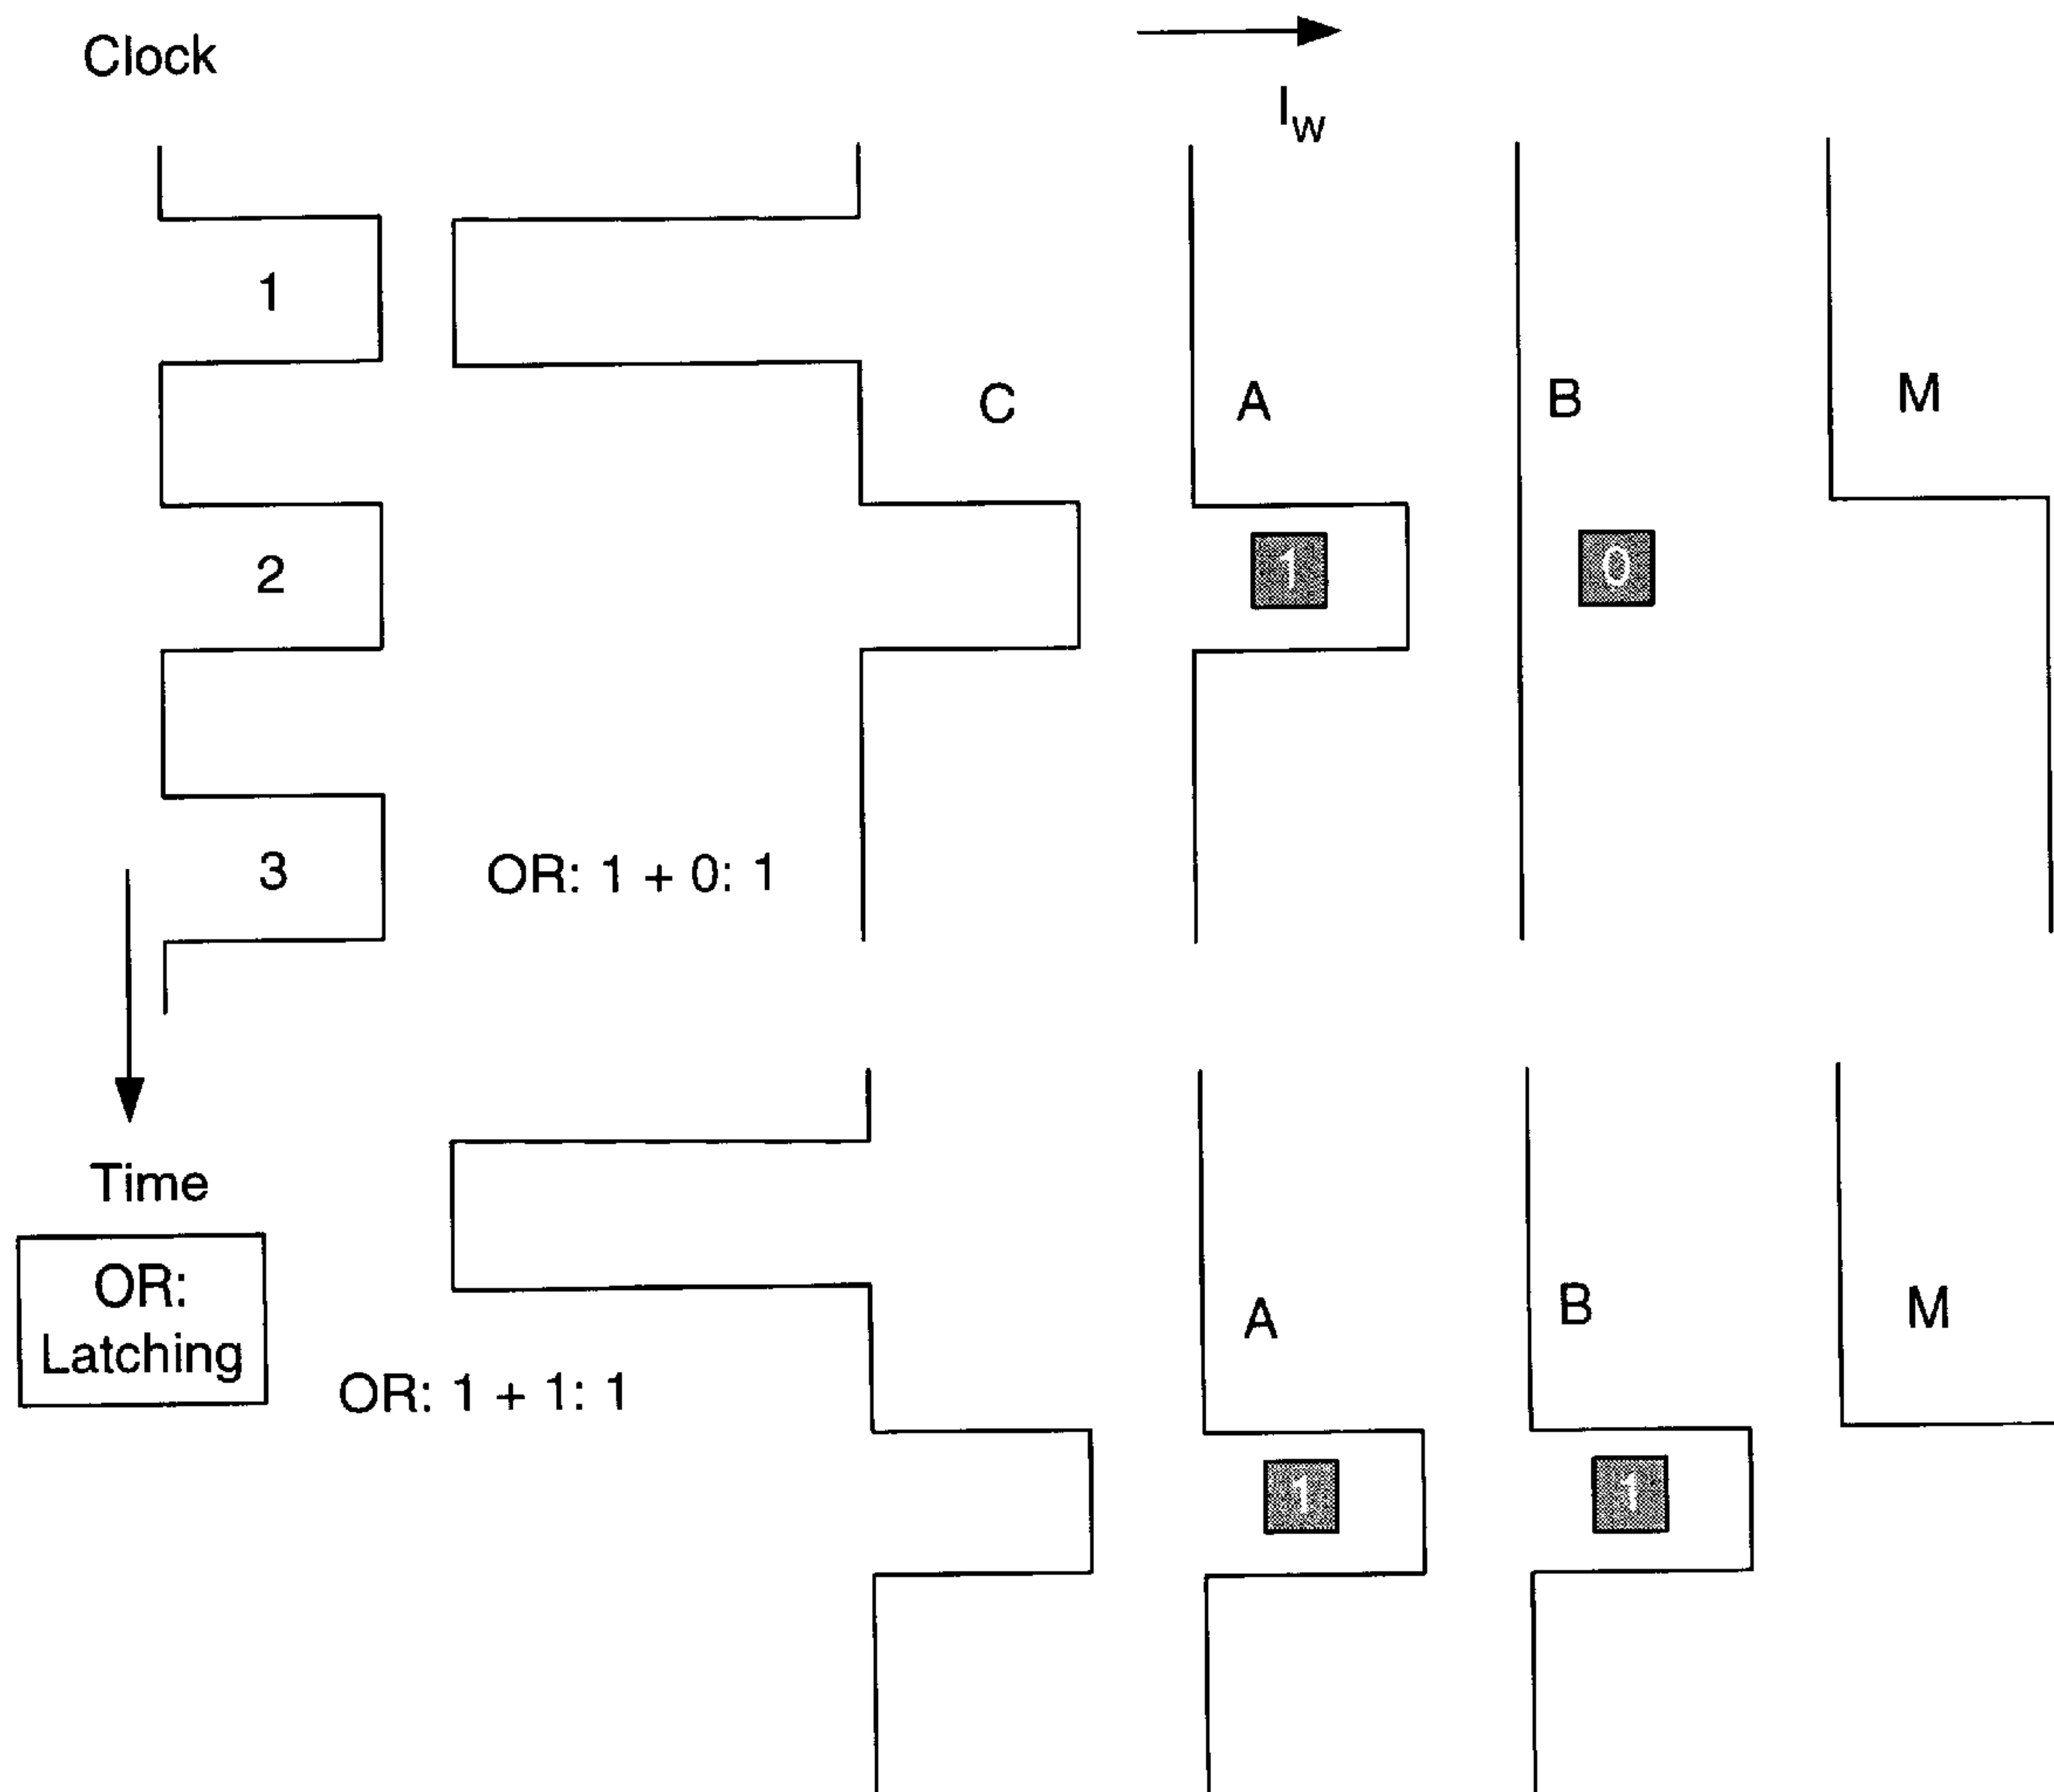 Clock
I_W
1
C
A
B
M
2
1
0
3
OR: 1 + 0: 1
Time
OR:
Latching
A
B
M
OR: 1 + 1: 1
1
1